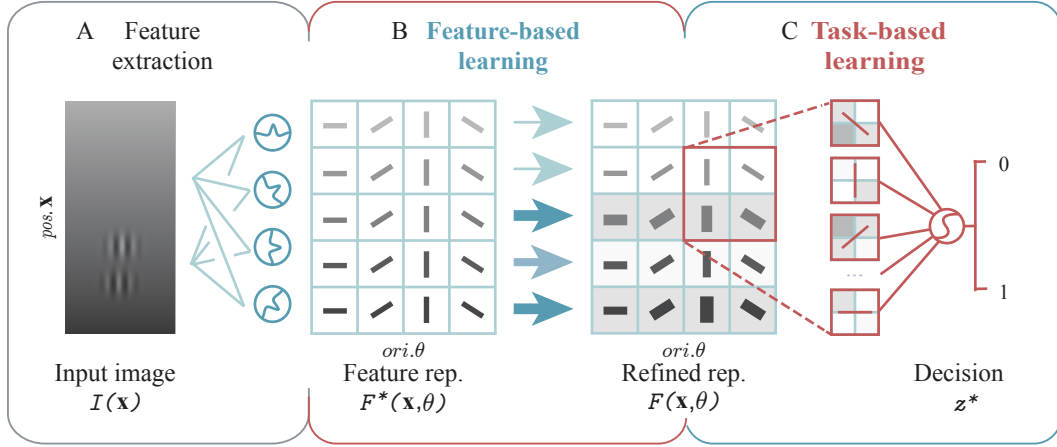 A Feature
extraction
B Feature-based
learning
C Task-based
learning
pos. x
0
...
1
ori.θ
ori.θ
Input image
I(x)
Feature rep.
F*(x,θ)
Refined rep.
F(x,θ)
Decision
z*